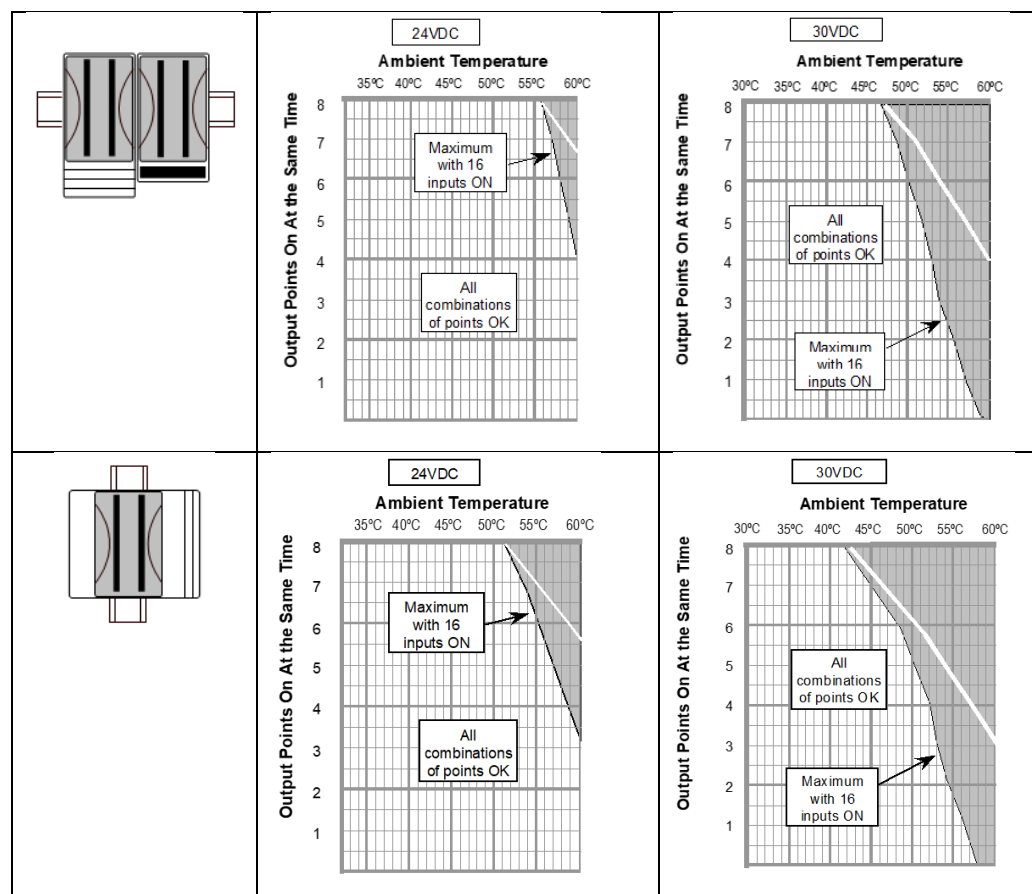 24VDC
Ambient Temperature
35ºC 40ºC 45ºC 50ºC 55ºC 60ºC
Output Points On At the Same Time
8
7
6
5
4
3
2
1
Maximum
with 16
inputs ON
All
combinations
of points OK
30VDC
Ambient Temperature
30ºC 35ºC 40ºC 45ºC 50ºC 55ºC 60ºC
Output Points On At the Same Time
8
7
6
5
4
3
2
1
All
combinations
of points OK
Maximum
with 16
inputs ON
24VDC
Ambient Temperature
35ºC 40ºC 45ºC 50ºC 55ºC 60ºC
Output Points On At the Same Time
8
7
6
5
4
3
2
1
Maximum
with 16
inputs ON
All
combinations
of points OK
30VDC
Ambient Temperature
30ºC 35ºC 40ºC 45ºC 50ºC 55ºC 60ºC
Output Points On At the Same Time
8
7
6
5
4
3
2
1
All
combinations
of points OK
Maximum
with 16
inputs ON